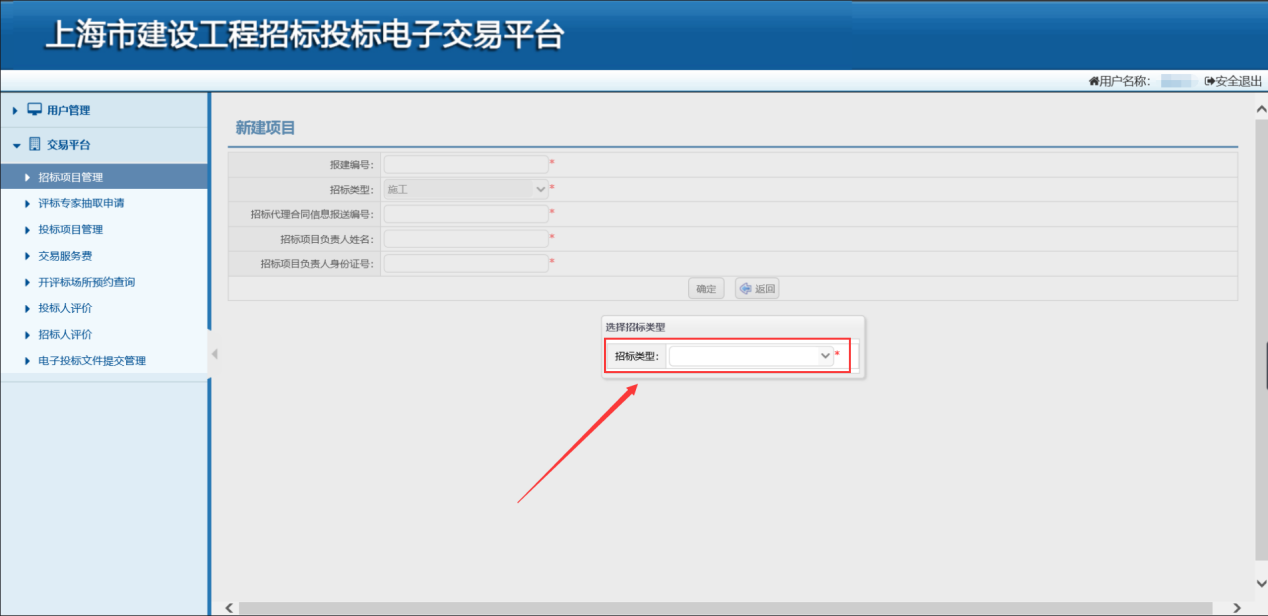 上海市建设工程招标投标电子交易平台
用户名称： 安全退出
用户管理
交易平台
招标项目管理
评标专家抽取申请
投标项目管理
交易服务费
开评标场所预约查询
投标人评价
招标人评价
电子投标文件提交管理
新建项目
报建编号: *
招标类型: 施工 *
招标代理合同信息报送编号: *
招标项目负责人姓名: *
招标项目负责人身份证号: *
确定 返回
选择招标类型
招标类型: *